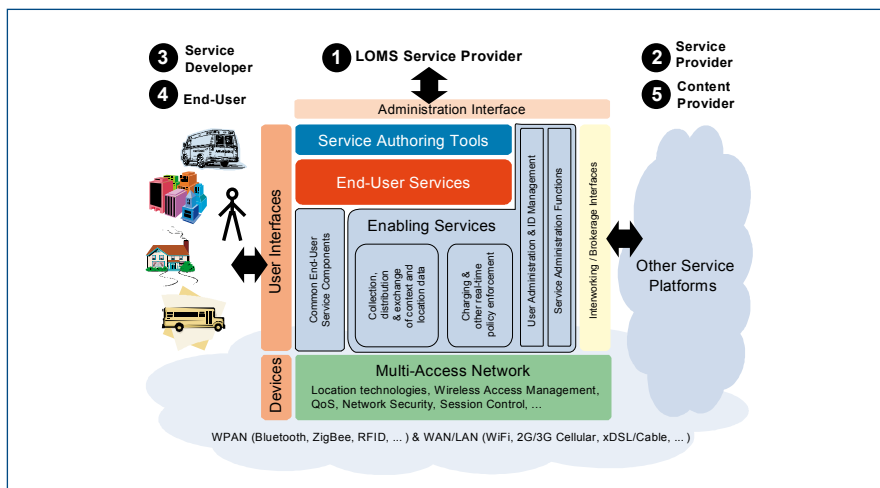 3 Service
Developer
4 End-User
1 LOMS Service Provider
2 Service
Provider
5 Content
Provider
Administration Interface
Service Authoring Tools
End-User Services
User Interfaces
Devices
Common End-User
Service Components
Enabling Services
Collection,
distribution
& exchange
of context and
location data
Charging &
other real-time
policy enforcement
User Administration & ID Management
Service Administration Functions
Interworking / Brokerage Interfaces
Other Service
Platforms
Multi-Access Network
Location technologies, Wireless Access Management,
QoS, Network Security, Session Control, ...
WPAN (Bluetooth, ZigBee, RFID, ... ) & WAN/LAN (WiFi, 2G/3G Cellular, xDSL/Cable, ... )